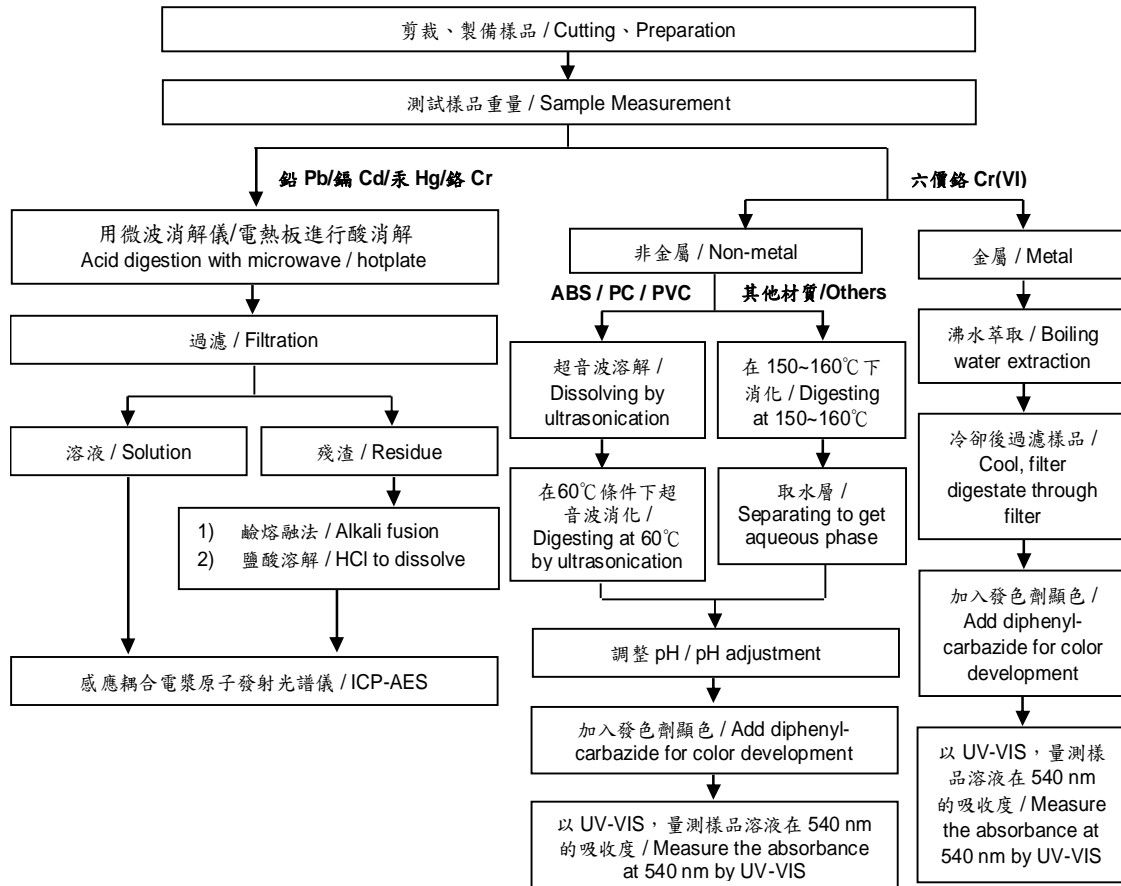 剪裁、製備樣品 / Cutting、Preparation
測試樣品重量 / Sample Measurement
鉛 Pb/鎘 Cd/汞 Hg/鉻 Cr
六價鉻 Cr(VI)
用微波消解儀/電熱板進行酸消解
Acid digestion with microwave / hotplate
過濾 / Filtration
溶液 / Solution
殘渣 / Residue
1) 鹼熔融法 / Alkali fusion
2) 鹽酸溶解 / HCl to dissolve
感應耦合電漿原子發射光譜儀 / ICP-AES
非金屬 / Non-metal
ABS / PC / PVC
其他材質/Others
超音波溶解 /
Dissolving by
ultrasonication
在60℃條件下超
音波消化 /
Digesting at 60℃
by ultrasonication
在 150~160℃下
消化 / Digesting
at 150~160℃
取水層 /
Separating to get
aqueous phase
調整 pH / pH adjustment
加入發色劑顯色 / Add diphenyl-
carbazide for color development
以 UV-VIS，量測樣品溶液在 540 nm
的吸收度 / Measure the absorbance
at 540 nm by UV-VIS
金屬 / Metal
沸水萃取 / Boiling
water extraction
冷卻後過濾樣品 /
Cool, filter
digestate through
filter
加入發色劑顯色 /
Add diphenyl-
carbazide for color
development
以 UV-VIS，量測樣
品溶液在 540 nm
的吸收度 / Measure
the absorbance at
540 nm by UV-VIS